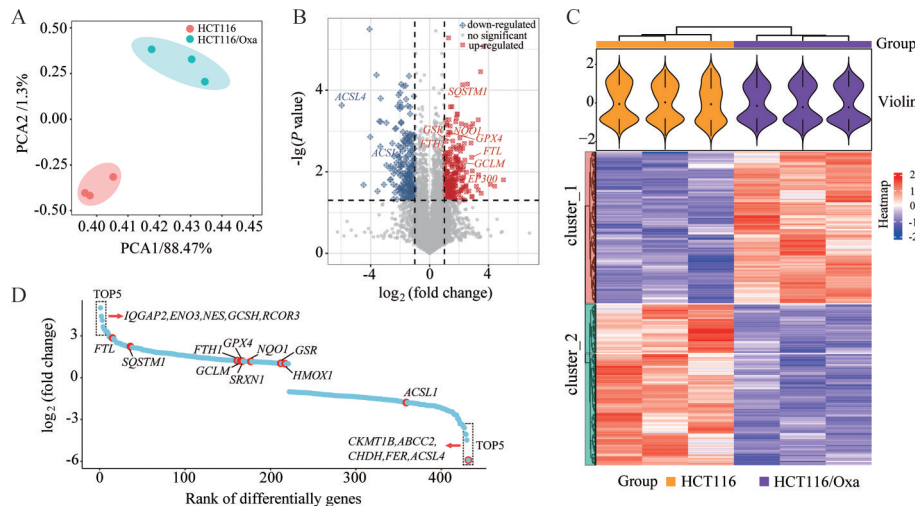 A
HCT116
HCT116/Oxa
0.50
0.25
0.00
-0.25
-0.50
PCA2 /1.3%
0.40 0.41 0.42 0.43 0.44 0.45
PCA1/88.47%
B
down-regulated
no significant
up-regulated
ACSL4
SQSTM1
GSR
NQO1
FTH1
GPX4
FTL
GCLM
EP300
4
2
0
-lg(P value)
-4 0 4
log2 (fold change)
C
Group
2
0
-2
Violin
cluster_1
cluster_2
2
1
0
-1
-2
Heatmap
Group HCT116 HCT116/Oxa
D
TOP5
IQGAP2,ENO3,NES,GCSH,RCOR3
FTL
SQSTM1
FTH1
GPX4
NQO1
GSR
GCLM
SRXN1
HMOX1
ACSL1
CKMT1B,ABCC2,
CHDH,FER,ACSL4
TOP5
3
0
-3
-6
log2 (fold change)
0 100 200 300 400
Rank of differentially genes